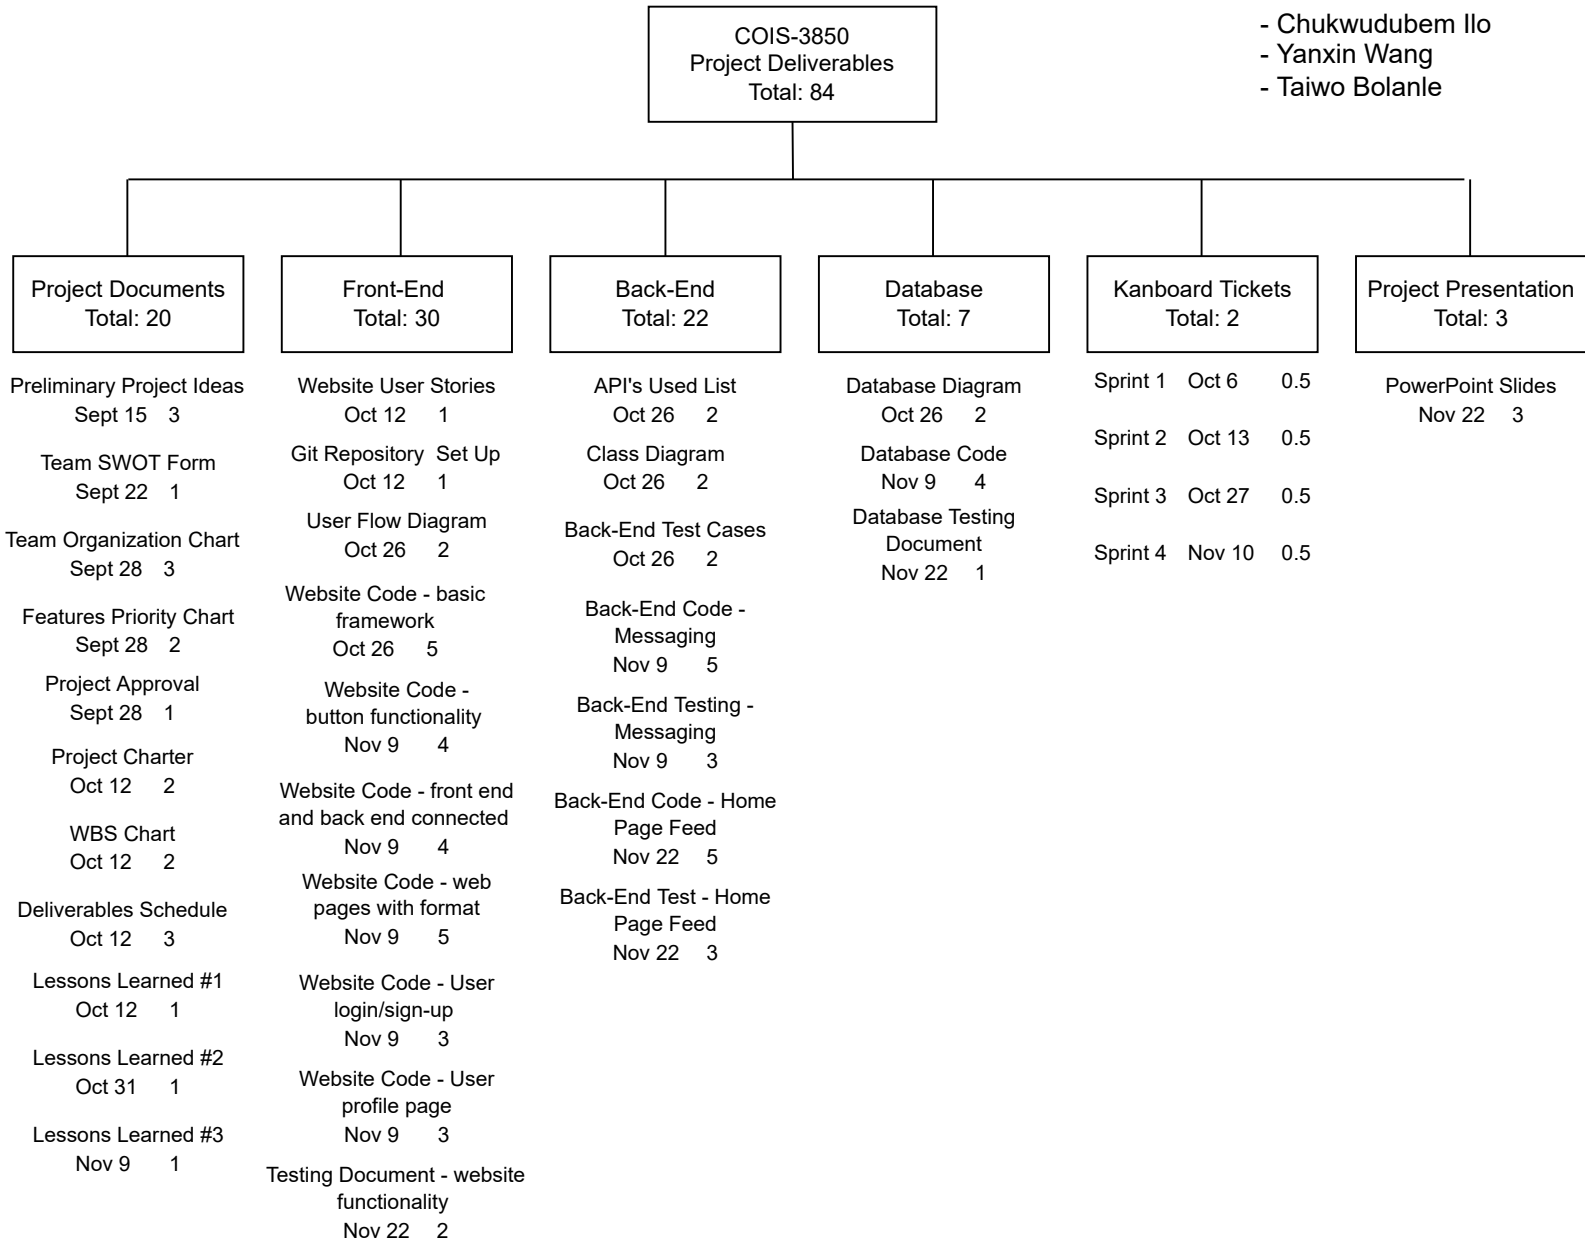 COIS-3850
Project Deliverables
Total: 84
- Chukwudubem Ilo
- Yanxin Wang
- Taiwo Bolanle
Project Documents
Total: 20
Preliminary Project Ideas
Sept 15 3
Team SWOT Form
Sept 22 1
Team Organization Chart
Sept 28 3
Features Priority Chart
Sept 28 2
Project Approval
Sept 28 1
Project Charter
Oct 12 2
WBS Chart
Oct 12 2
Deliverables Schedule
Oct 12 3
Lessons Learned #1
Oct 12 1
Lessons Learned #2
Oct 31 1
Lessons Learned #3
Nov 9 1
Front-End
Total: 30
Website User Stories
Oct 12 1
Git Repository Set Up
Oct 12 1
User Flow Diagram
Oct 26 2
Website Code - basic
framework
Oct 26 5
Website Code -
button functionality
Nov 9 4
Website Code - front end
and back end connected
Nov 9 4
Website Code - web
pages with format
Nov 9 5
Website Code - User
login/sign-up
Nov 9 3
Website Code - User
profile page
Nov 9 3
Testing Document - website
functionality
Nov 22 2
Back-End
Total: 22
API's Used List
Oct 26 2
Class Diagram
Oct 26 2
Back-End Test Cases
Oct 26 2
Back-End Code -
Messaging
Nov 9 5
Back-End Testing -
Messaging
Nov 9 3
Back-End Code - Home
Page Feed
Nov 22 5
Back-End Test - Home
Page Feed
Nov 22 3
Database
Total: 7
Database Diagram
Oct 26 2
Database Code
Nov 9 4
Database Testing
Document
Nov 22 1
Kanboard Tickets
Total: 2
Sprint 1 Oct 6 0.5
Sprint 2 Oct 13 0.5
Sprint 3 Oct 27 0.5
Sprint 4 Nov 10 0.5
Project Presentation
Total: 3
PowerPoint Slides
Nov 22 3